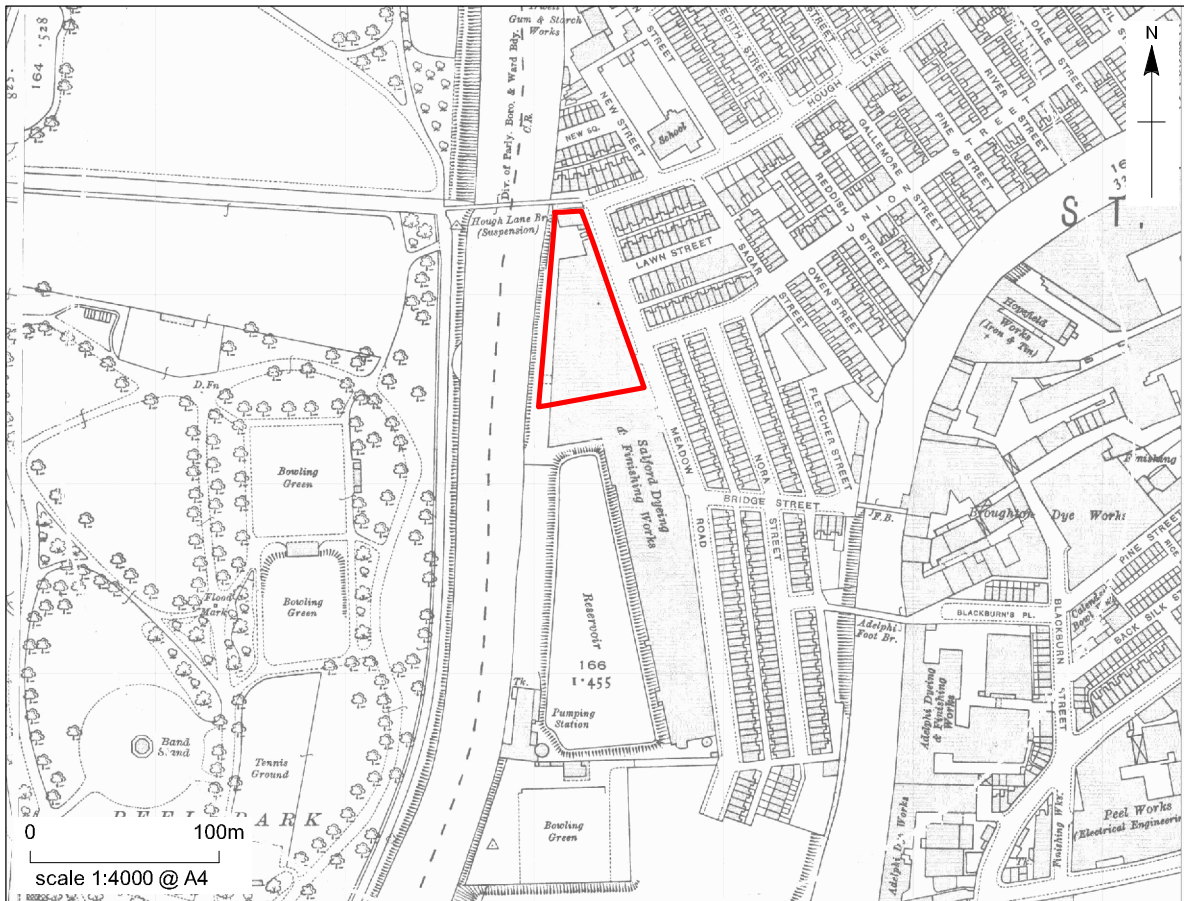 N
Gum & Starch
Works
Div. of Parly. Boro. & Ward Bdy.
C.R.
825.
164
NEW STREET
NEW SQ.
School
EDITH STREET
HOUGH LANE
DALE STREET
RIVER STREET
PINE STREET
GALLEMORE STREET
REDDISH
UNION STREET
ST.
Hough Lane Br.
(Suspension)
LAWN STREET
SAGAR STREET
OWEN STREET
Hopefield
Works
(Iron & Tin)
D.Fn
Bowling
Green
MEADOW ROAD
NORA STREET
FLETCHER STREET
BRIDGE STREET
Salford Dyeing
& Finishing Works
F.B.
Finishing
Broughton Dye Works
PINE STREET
RICE
Bowling
Green
Flood
Mark
Reservoir
166
1.455
BLACKBURN'S PL.
BLACKBURN STREET
BACK SILK ST
Adelphi
Foot Br.
Adelphi Dyeing
& Finishing
Works
Tk.
Pumping
Station
Band
Stand
Tennis
Ground
PEEL PARK
Bowling
Green
Peel Works
(Electrical Engineerin
Finishing Wks.
Adelphi Dye Works
0 100m
scale 1:4000 @ A4